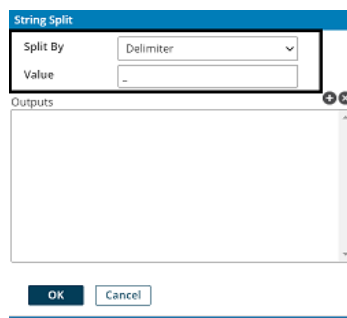 String Split
Split By Delimiter
Value _
Outputs
OK Cancel